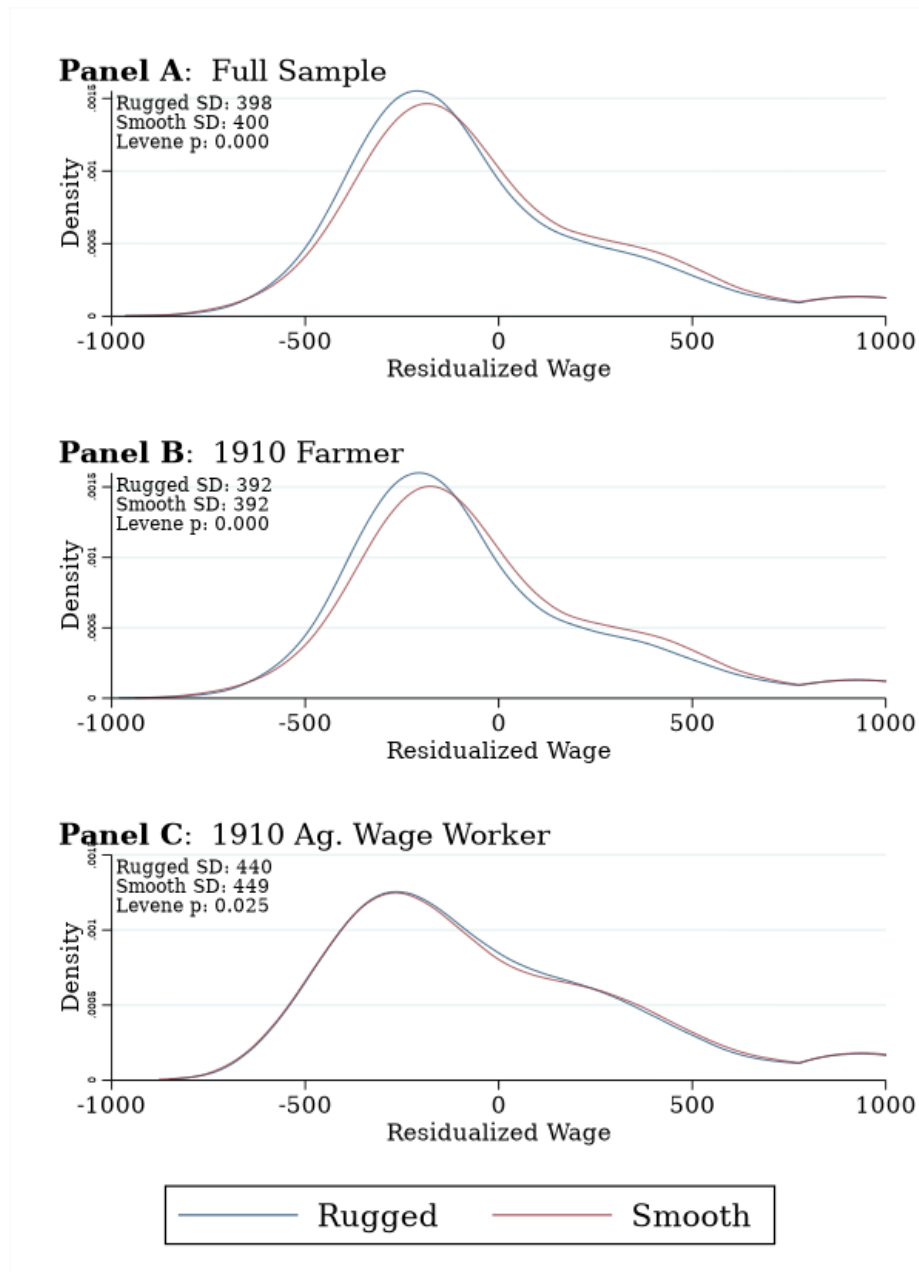 Panel A: Full Sample
.0015
Rugged SD: 398
Smooth SD: 400
Levene p: 0.000
.001
Density
.0005
0
-1000 -500 0 500 1000
Residualized Wage
Panel B: 1910 Farmer
.0015
Rugged SD: 392
Smooth SD: 392
Levene p: 0.000
.001
Density
.0005
0
-1000 -500 0 500 1000
Residualized Wage
Panel C: 1910 Ag. Wage Worker
Rugged SD: 440
Smooth SD: 449
Levene p: 0.025
.001
Density
.0005
0
-1000 -500 0 500 1000
Residualized Wage
Rugged Smooth